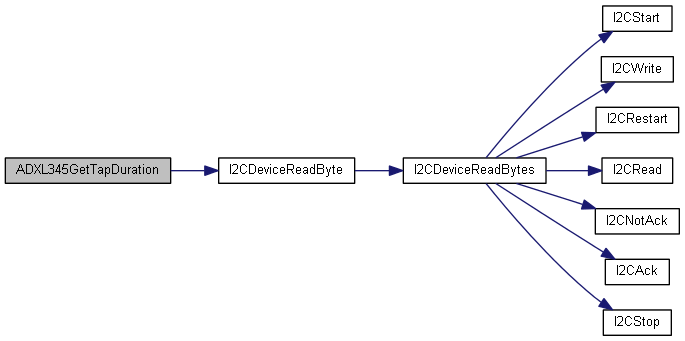 ADXL345GetTapDuration
I2CDeviceReadByte
I2CDeviceReadBytes
I2CStart
I2CWrite
I2CRestart
I2CRead
I2CNotAck
I2CAck
I2CStop